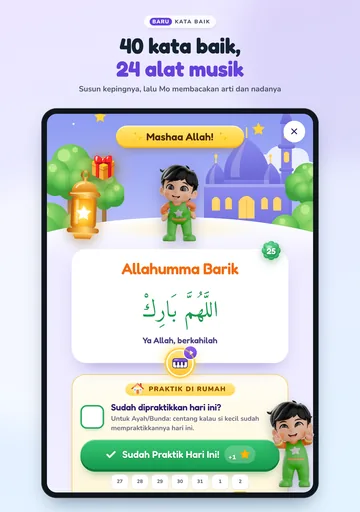 BARU KATA BAIK
40 kata baik,
24 alat musik
Susun kepingnya, lalu Mo membacakan arti dan nadanya
Mashaa Allah!
25
Allahumma Barik
اللَّهُمَّ بَارِكْ
Ya Allah, berkahilah
PRAKTIK DI RUMAH
Sudah dipraktikkan hari ini?
Untuk Ayah/Bunda: centang kalau si kecil sudah
mempraktikkannya hari ini.
Sudah Praktik Hari Ini! +1
27 28 29 30 31 1 2